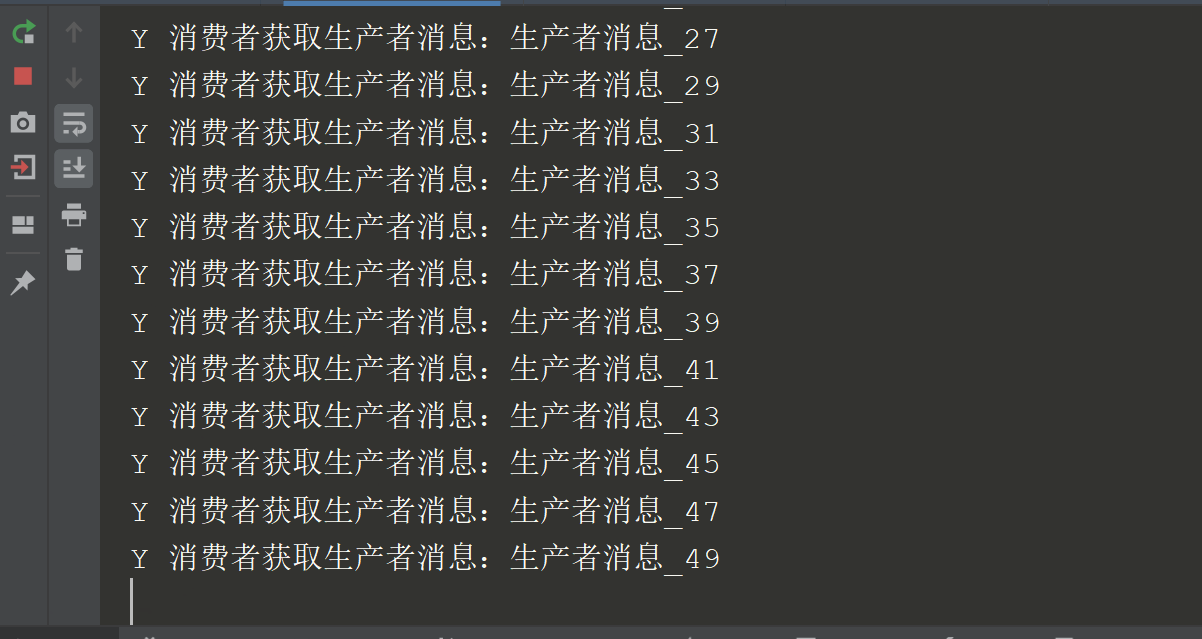 Y 消费者获取生产者消息：生产者消息_27
Y 消费者获取生产者消息：生产者消息_29
Y 消费者获取生产者消息：生产者消息_31
Y 消费者获取生产者消息：生产者消息_33
Y 消费者获取生产者消息：生产者消息_35
Y 消费者获取生产者消息：生产者消息_37
Y 消费者获取生产者消息：生产者消息_39
Y 消费者获取生产者消息：生产者消息_41
Y 消费者获取生产者消息：生产者消息_43
Y 消费者获取生产者消息：生产者消息_45
Y 消费者获取生产者消息：生产者消息_47
Y 消费者获取生产者消息：生产者消息_49